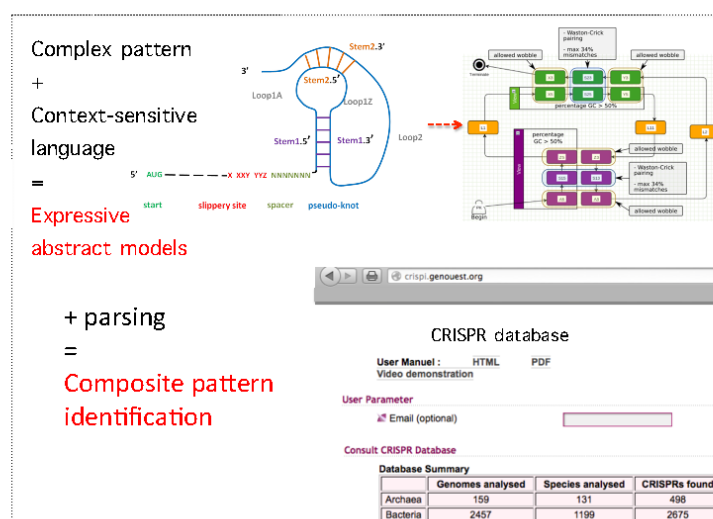 Complex pattern
+
Context-sensitive
language
=
Expressive
abstract models
3'
Stem2.3'
Stem2.5'
Loop1A
Loop1Z
Stem1.5'
Stem1.3'
Loop2
5' AUG X XXY YYZ NNNNNNN
start slippery site spacer pseudo-knot
- Waston-Crick
pairing
- max 34%
mismatches
allowed wobble
allowed wobble
Terminate
percentage GC > 50%
percentage
GC > 50%
allowed wobble
- Waston-Crick
pairing
- max 34%
mismatches
allowed wobble
Begin
+ parsing
=
Composite pattern
identification
crispi.genouest.org
CRISPR database
User Manuel : HTML PDF
Video demonstration
User Parameter
Email (optional)
Consult CRISPR Database
Database Summary
Genomes analysed Species analysed CRISPRs found
Archaea 159 131 498
Bacteria 2457 1199 2675